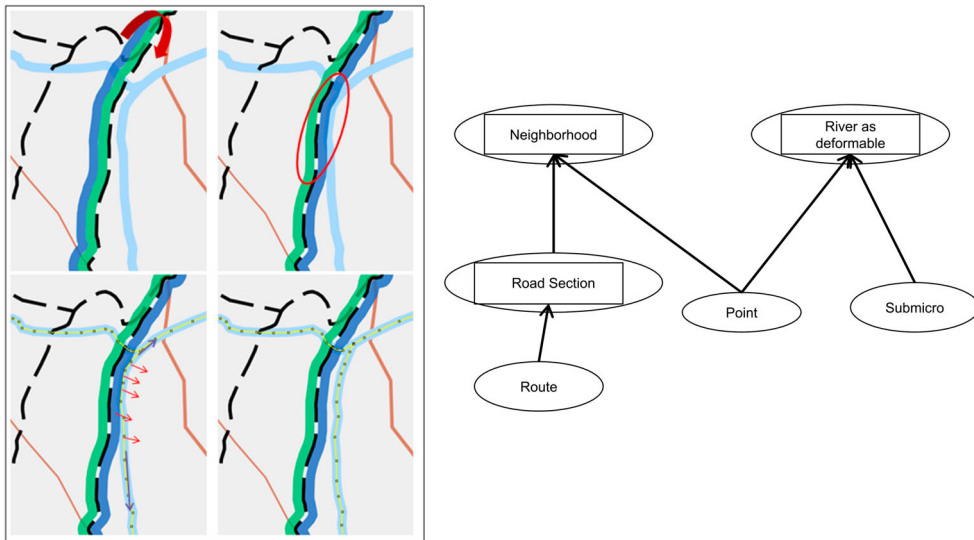 Neighborhood
River as
deformable
Road Section
Point
Submicro
Route